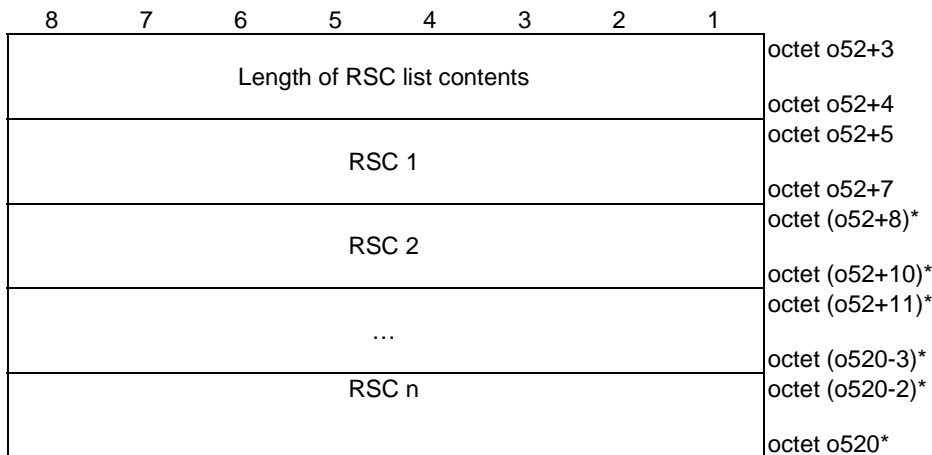 8 7 6 5 4 3 2 1
octet o52+3
Length of RSC list contents
octet o52+4
octet o52+5
RSC 1
octet o52+7
octet (o52+8)*
RSC 2
octet (o52+10)*
octet (o52+11)*
…
octet (o520-3)*
RSC n octet (o520-2)*
octet o520*